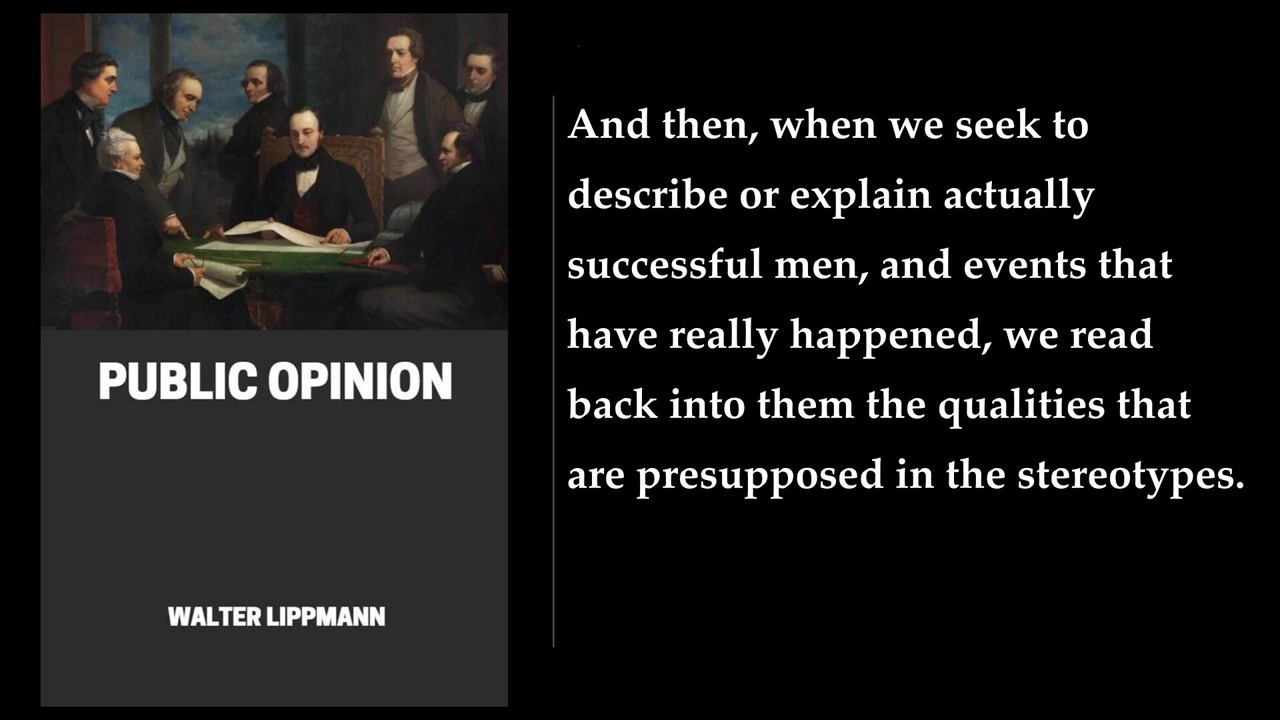 PUBLIC OPINION
WALTER LIPPMANN
And then, when we seek to
describe or explain actually
successful men, and events that
have really happened, we read
back into them the qualities that
are presupposed in the stereotypes.